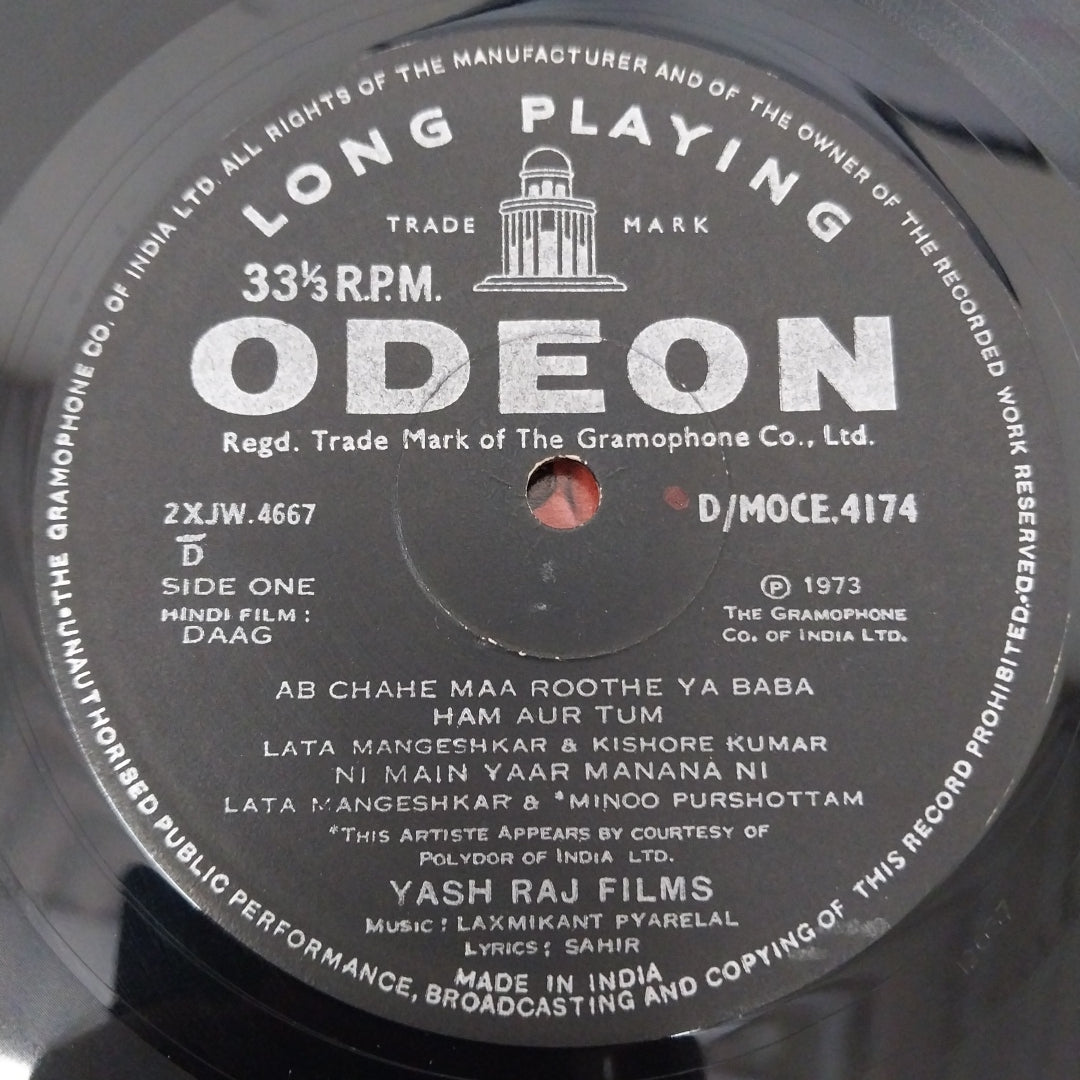 THE GRAMOPHONE CO. OF INDIA LTD. ALL RIGHTS OF THE MANUFACTURER AND OF THE OWNER OF THE RECORDED WORK RESERVED•
UNAUTHORISED PUBLIC PERFORMANCE, BROADCASTING AND COPYING OF THIS RECORD PROHIBITED•
LONG PLAYING
TRADE MARK
33⅓ R.P.M.
ODEON
Regd. Trade Mark of The Gramophone Co., Ltd.
2XJW.4667
D
SIDE ONE
HINDI FILM :
DAAG
D/MOCE.4174
Ⓟ 1973
THE GRAMOPHONE
CO. OF INDIA LTD.
AB CHAHE MAA ROOTHE YA BABA
HAM AUR TUM
LATA MANGESHKAR & KISHORE KUMAR
NI MAIN YAAR MANANA NI
LATA MANGESHKAR & *MINOO PURSHOTTAM
*THIS ARTISTE APPEARS BY COURTESY OF
POLYDOR OF INDIA LTD.
YASH RAJ FILMS
MUSIC : LAXMIKANT PYARELAL
LYRICS : SAHIR
MADE IN INDIA